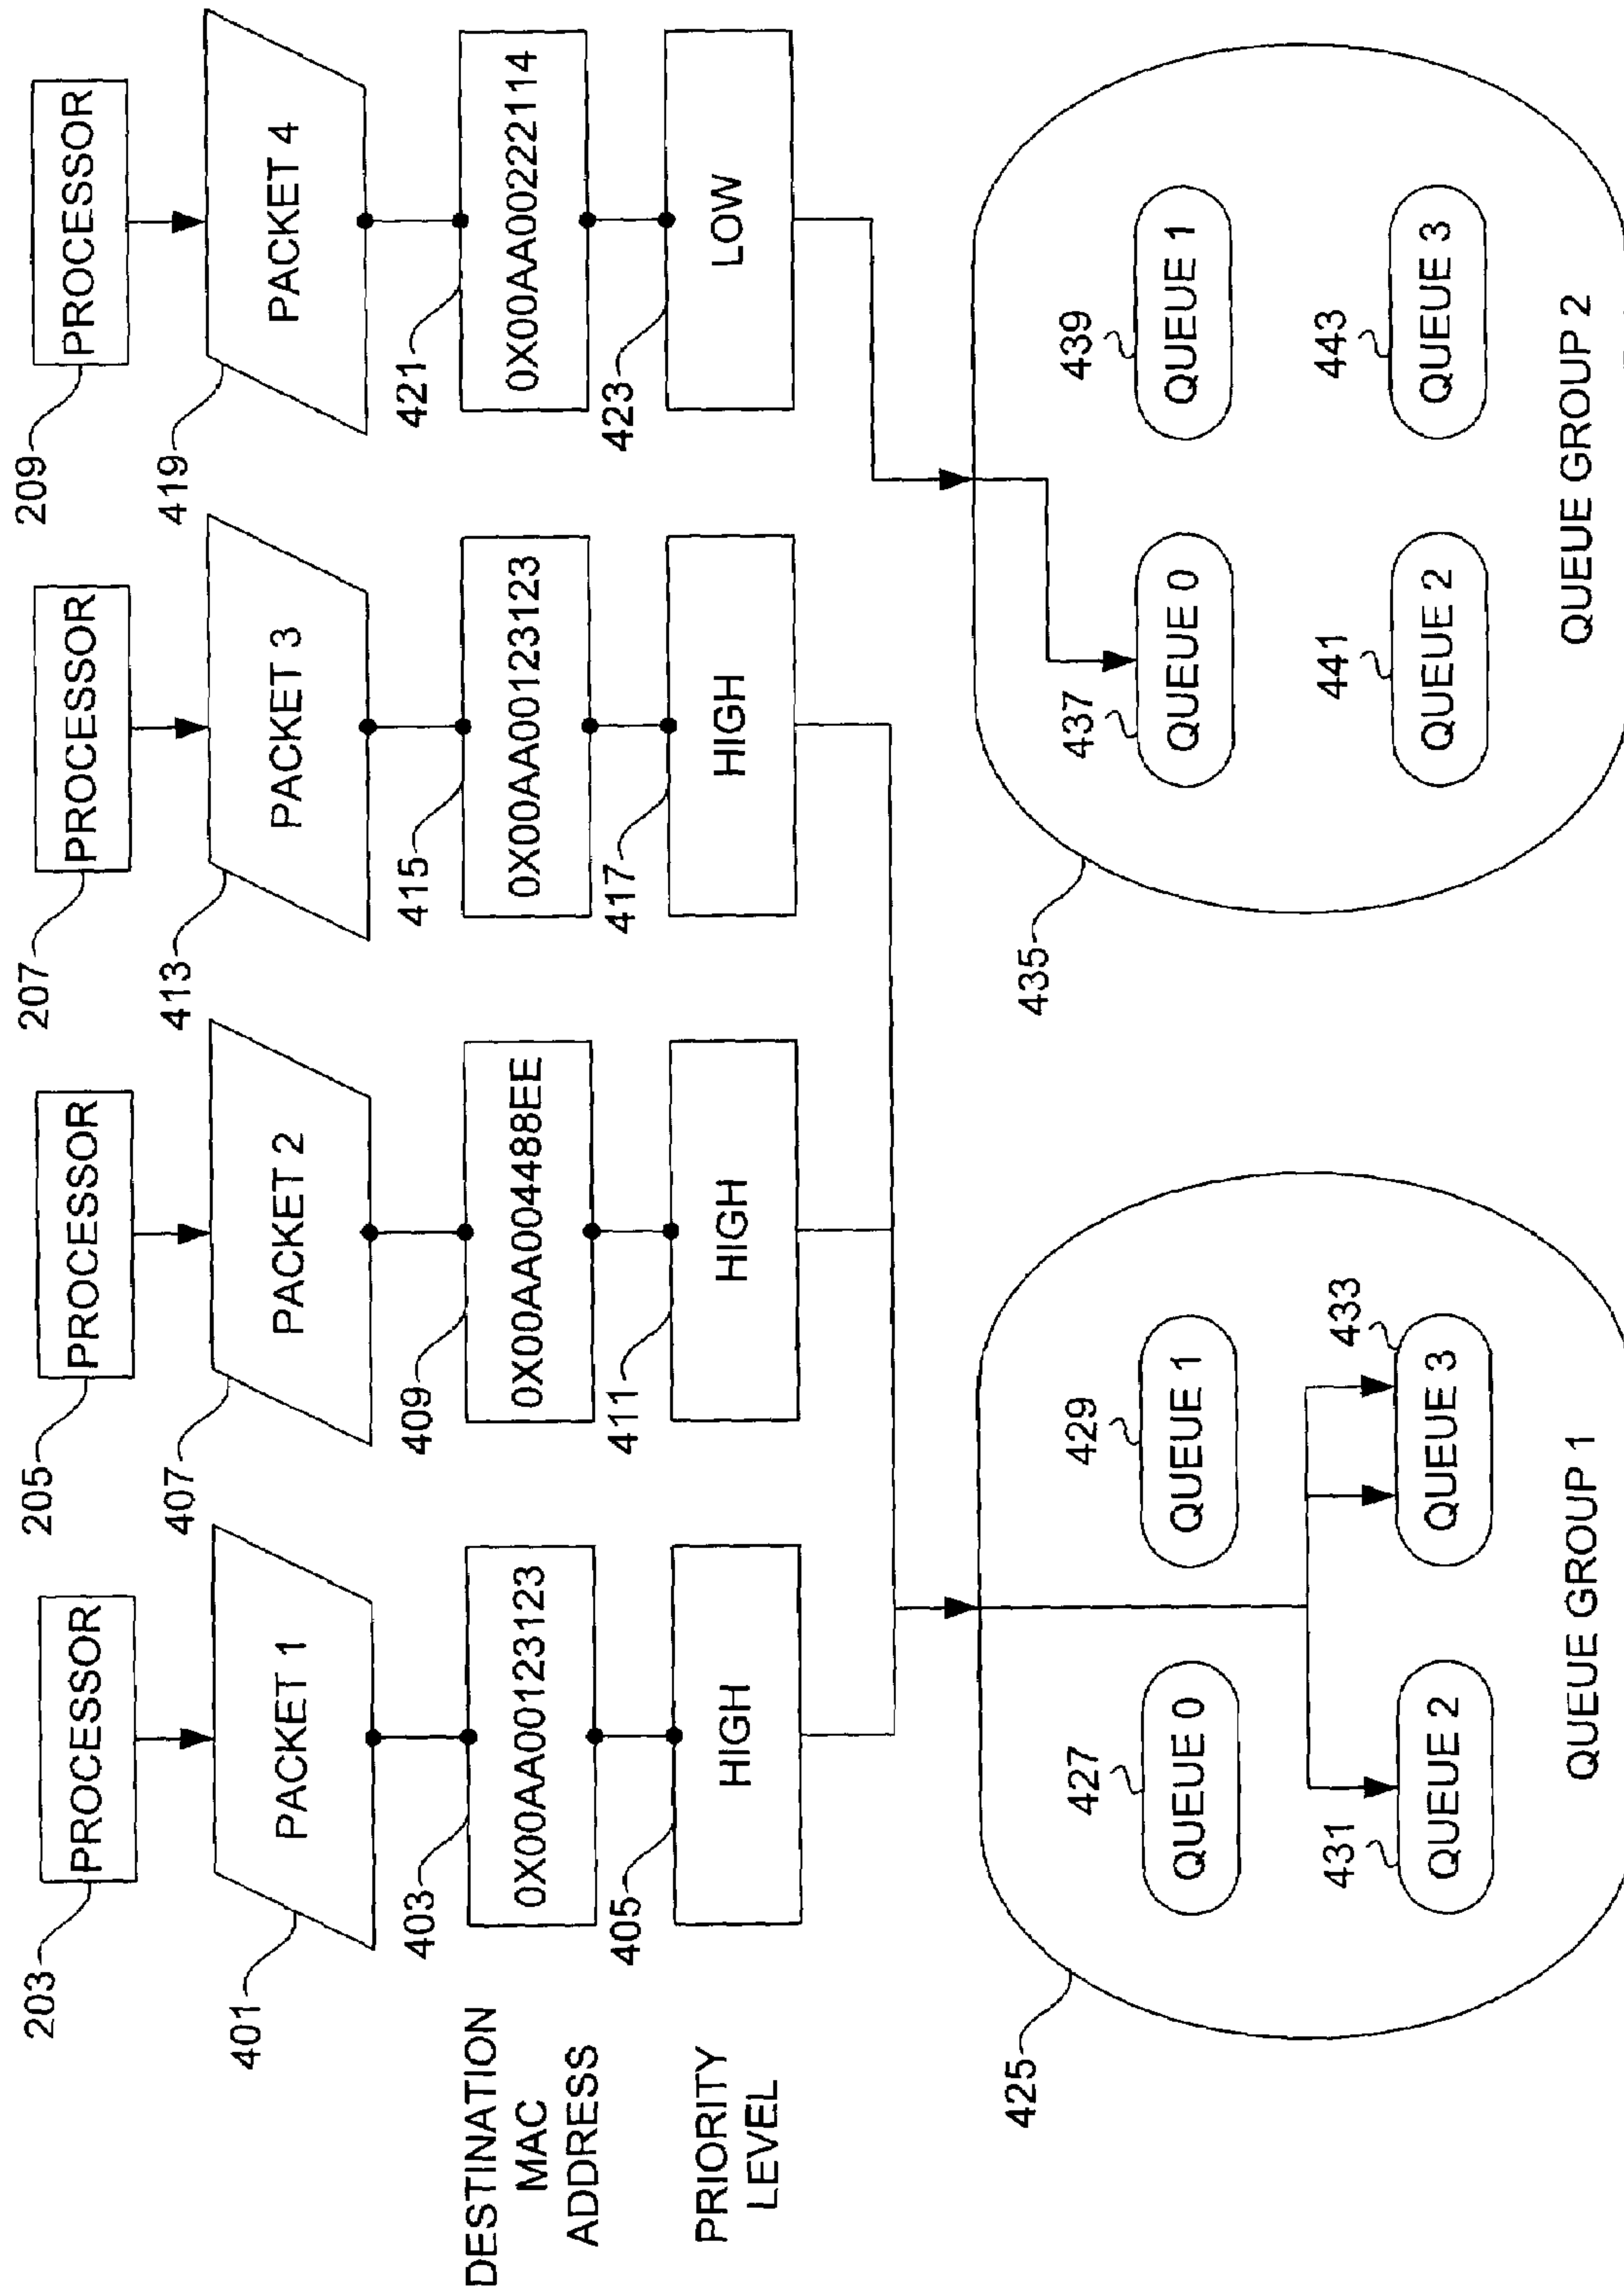 203
PROCESSOR
205
PROCESSOR
207
PROCESSOR
209
PROCESSOR
401
PACKET 1
407
PACKET 2
413
PACKET 3
419
PACKET 4
DESTINATION
MAC
ADDRESS
403
0X00AA00123123
409
0X00AA004488EE
415
0X00AA00123123
421
0X00AA00222114
PRIORITY
LEVEL
405
HIGH
411
HIGH
417
HIGH
423
LOW
425
427
QUEUE 0
429
QUEUE 1
431
QUEUE 2
433
QUEUE 3
QUEUE GROUP 1
435
437
QUEUE 0
439
QUEUE 1
441
QUEUE 2
443
QUEUE 3
QUEUE GROUP 2